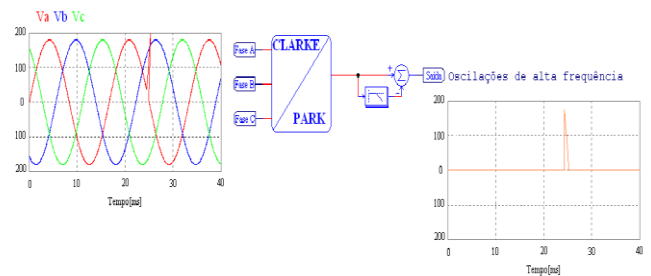 Va Vb Vc
200
100
0
100
200
0
10
20
30
40
Tempo[ms]
Fase A
Fase B
Fase C
CLARKE
PARK
+
-
Σ
Saída
Oscilações de alta frequência
200
100
0
100
200
0
10
20
30
40
Tempo[ms]